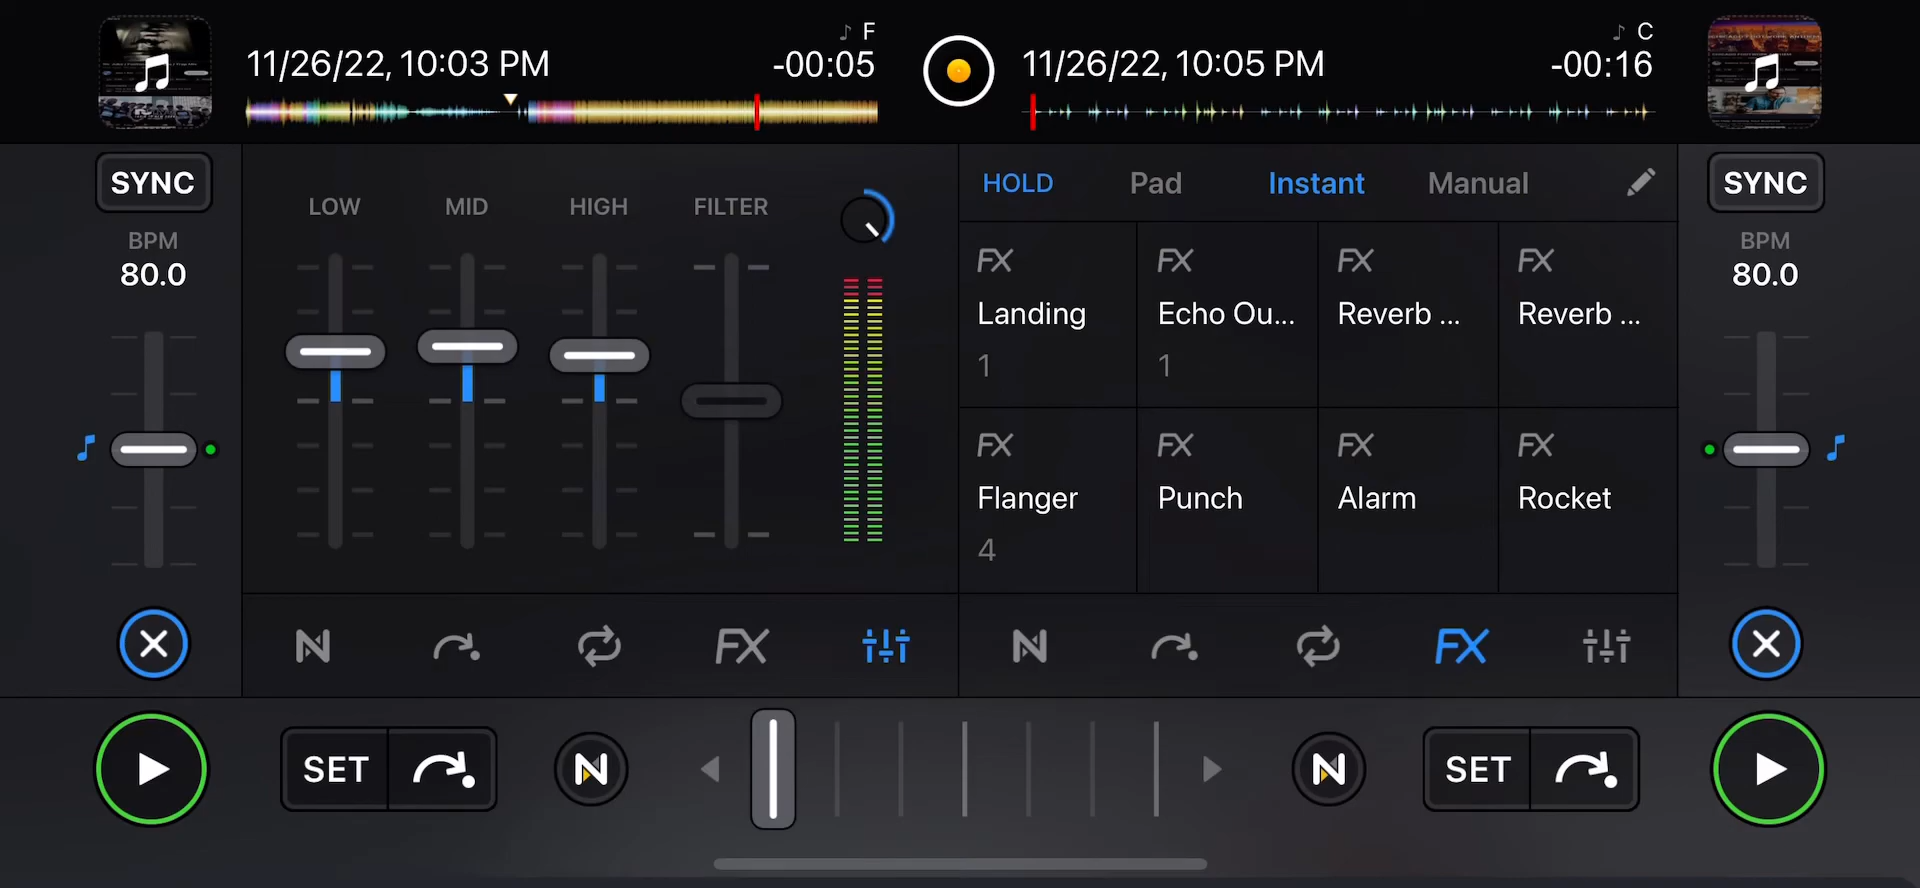 11/26/22, 10:03 PM
F
-00:05
11/26/22, 10:05 PM
C
-00:16
SYNC
BPM
80.0
LOW MID HIGH FILTER
HOLD Pad Instant Manual
FX FX FX FX
Landing Echo Ou... Reverb ... Reverb ...
1 1
FX FX FX FX
Flanger Punch Alarm Rocket
4
SYNC
BPM
80.0
FX
FX
SET
SET